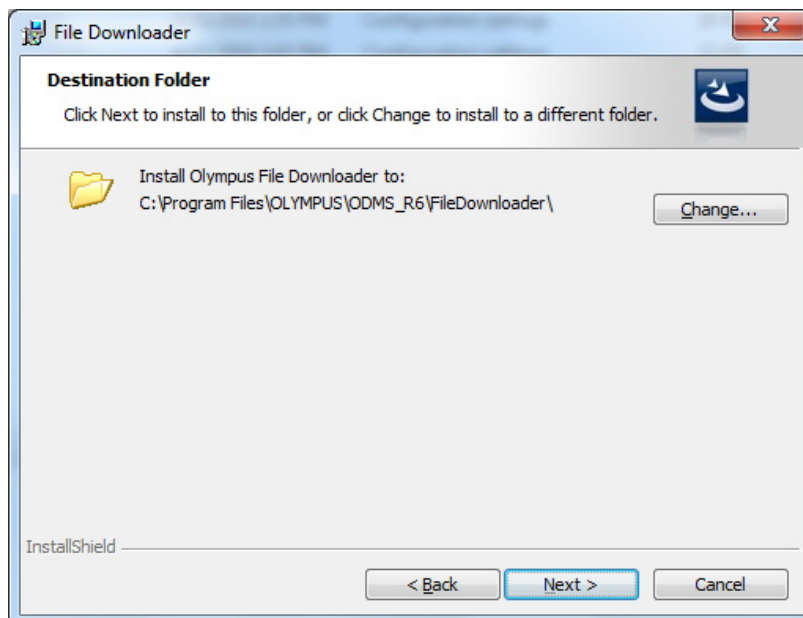 File Downloader
Destination Folder
Click Next to install to this folder, or click Change to install to a different folder.
Install Olympus File Downloader to:
C:\Program Files\OLYMPUS\ODMS_R6\FileDownloader\
Change...
InstallShield
< Back
Next >
Cancel